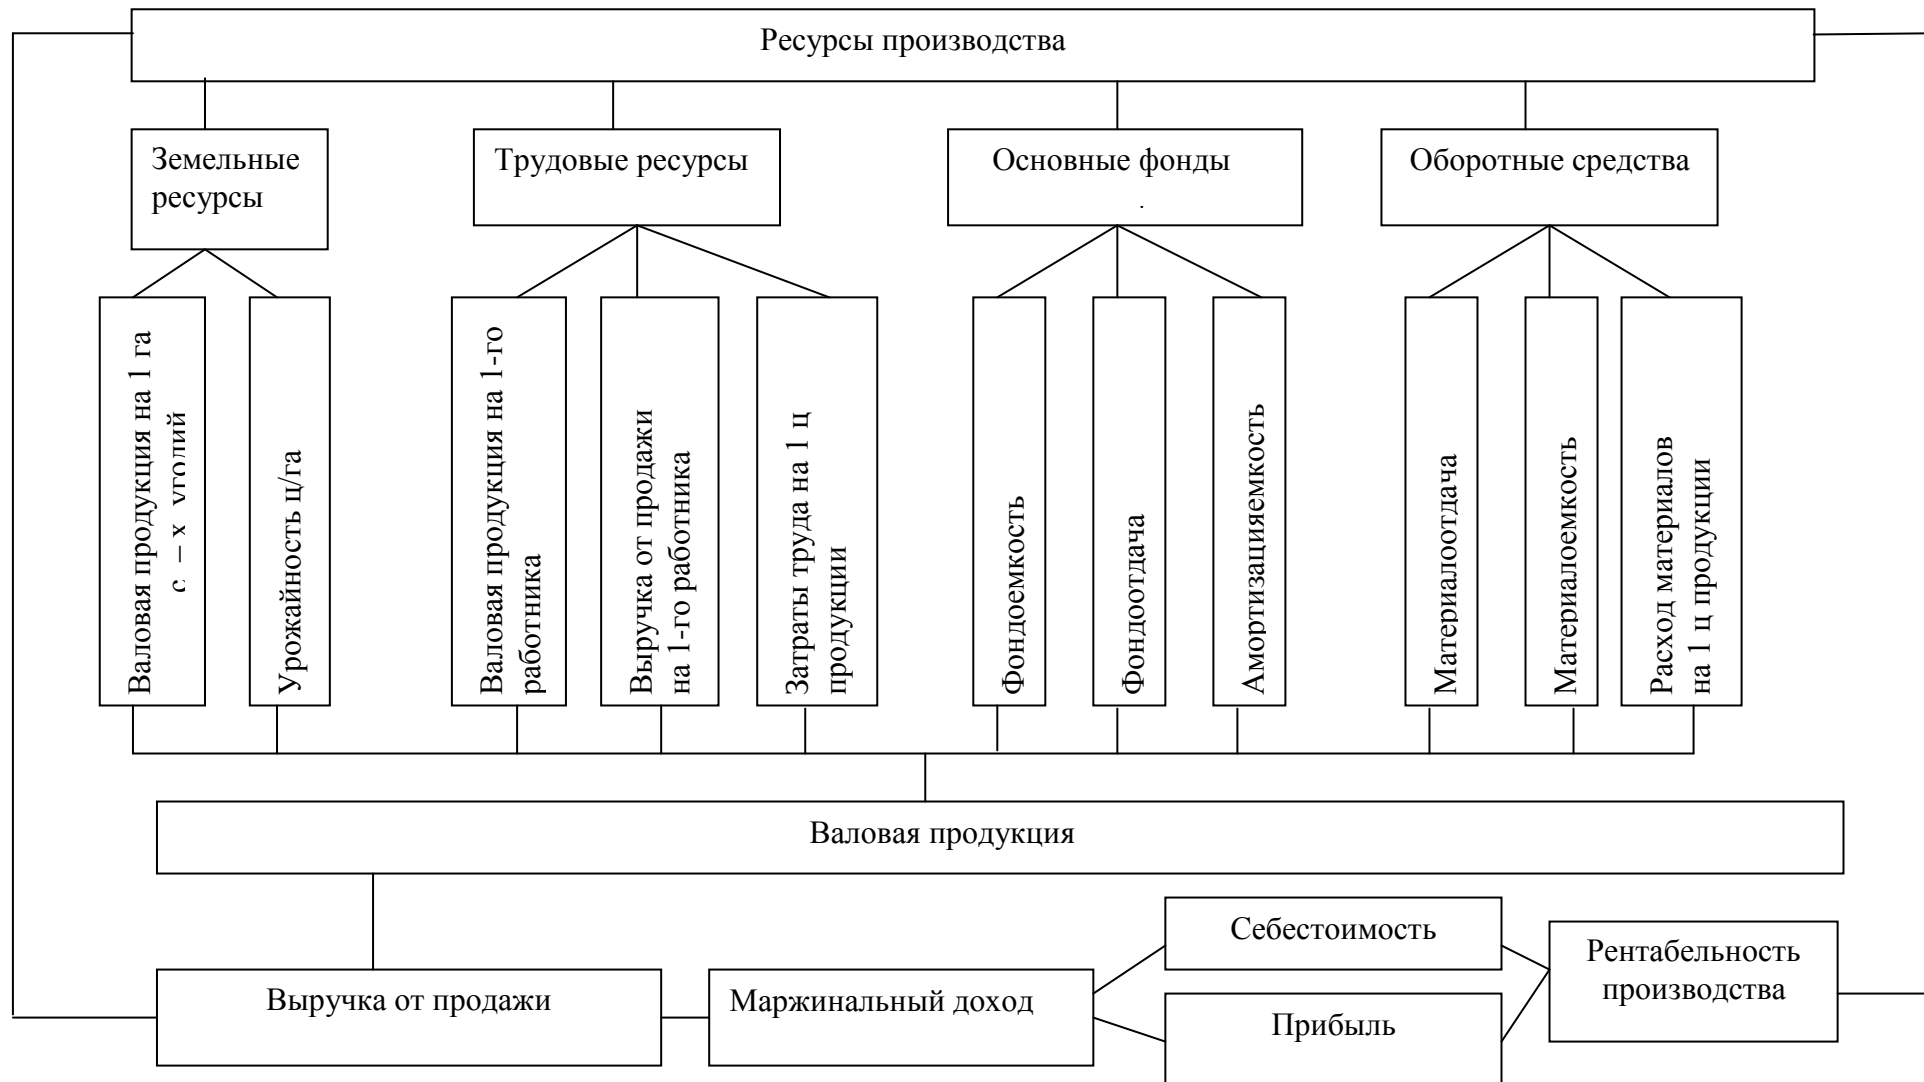 Ресурсы производства
Земельные
ресурсы
Трудовые ресурсы
Основные фонды
.
Оборотные средства
Валовая продукция на 1 га
с – х угодий
Урожайность ц/га
Валовая продукция на 1-го
работника
Выручка от продажи
на 1-го работника
Затраты труда на 1 ц
продукции
Фондоемкость
Фондоотдача
Амортизацияемкость
Материалоотдача
Материалоемкость
Расход материалов
на 1 ц продукции
Валовая продукция
Выручка от продажи
Маржинальный доход
Себестоимость
Прибыль
Рентабельность
производства